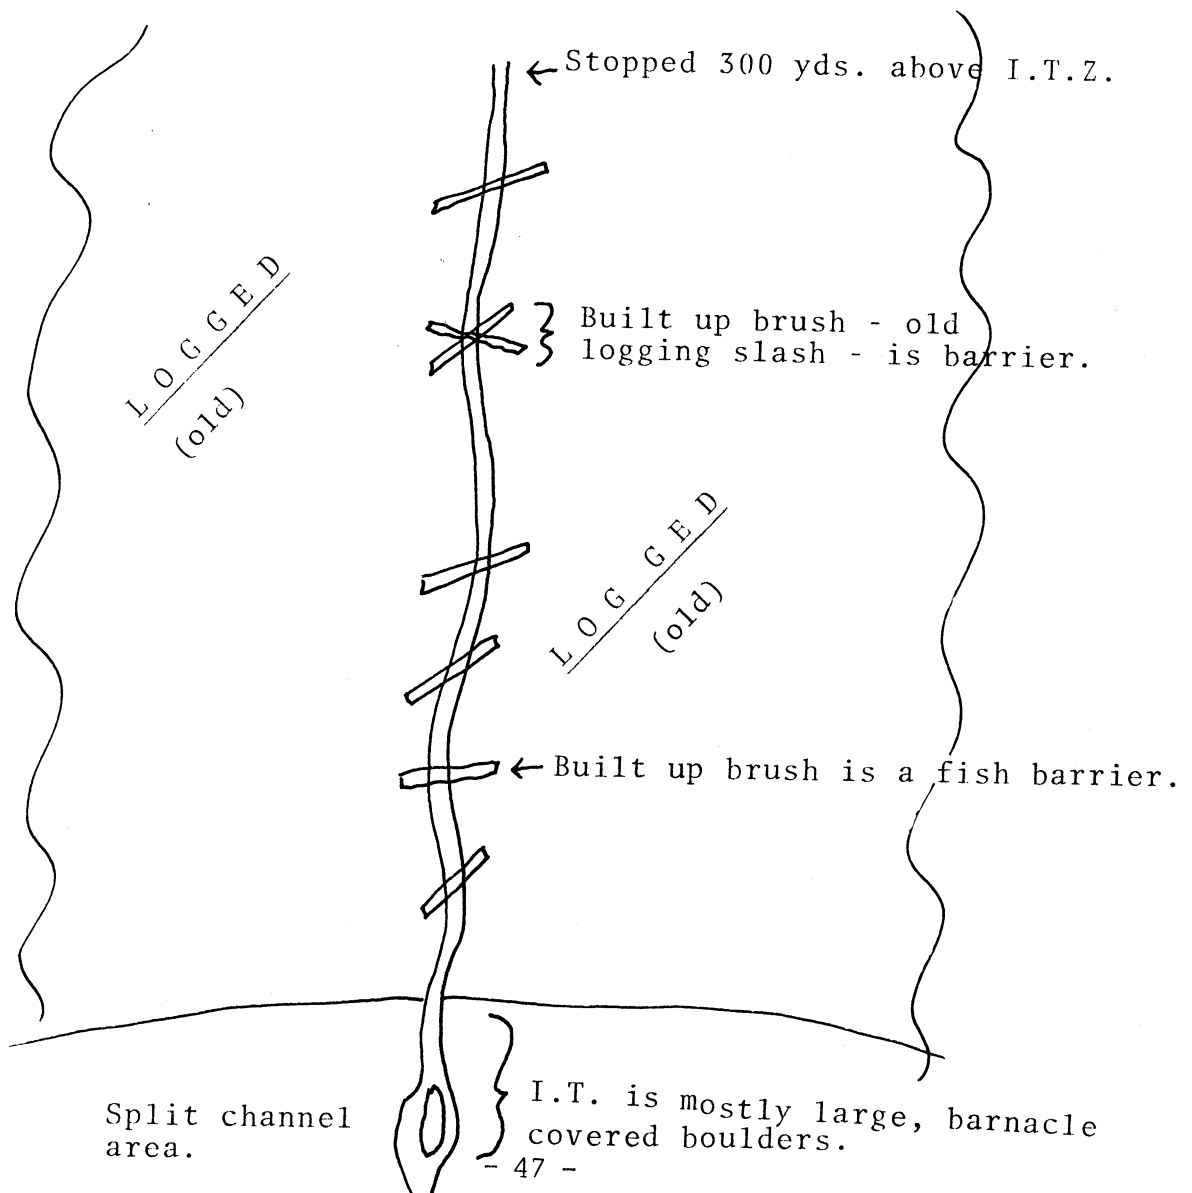 Stopped 300 yds. above I.T.Z.
LOGGED
(old)
Built up brush - old
logging slash - is barrier.
LOGGED
(old)
Built up brush is a fish barrier.
Split channel
area.
I.T. is mostly large, barnacle
covered boulders.
- 47 -